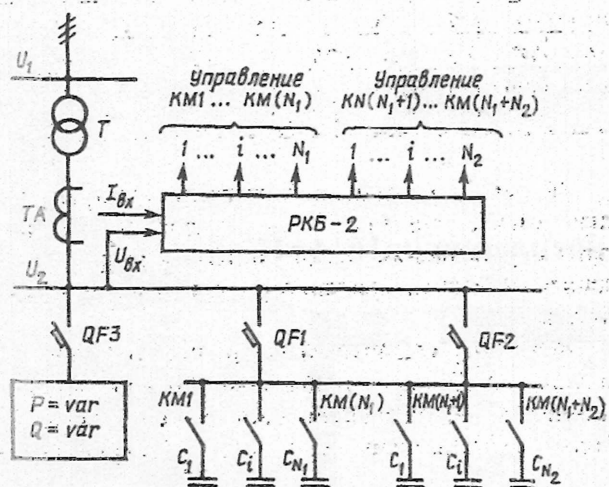 U₁
T
Управление
KM1 ... KM(N₁)
Управление
KN(N₁+1)... KM(N₁+N₂)
1 ... i ... N₁
1 ... i ... N₂
TA
Iвх
РКБ-2
Uвх
U₂
QF3
QF1
QF2
P = var
Q = var
KM1
KM(N₁)
KM(N₁+1)
KM(N₁+N₂)
C₁
Cᵢ
C_N₁
C₁
Cᵢ
C_N₂